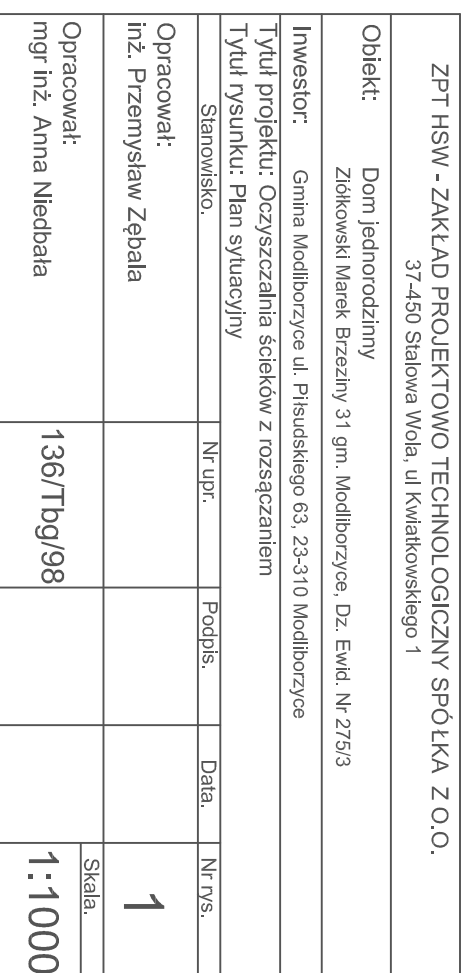 ZPT HSW - ZAKŁAD PROJEKTOWO TECHNOLOGICZNY SPÓŁKA Z O.O.
37-450 Stalowa Wola, ul Kwiatkowskiego 1
Obiekt: Dom jednorodzinny
Ziółkowski Marek Brzeziny 31 gm. Modliborzyce, Dz. Ewid. Nr 275/3
Inwestor: Gmina Modliborzyce ul. Piłsudskiego 63, 23-310 Modliborzyce
Tytuł projektu: Oczyszczalnia ścieków z rozsączaniem
Tytuł rysunku: Plan sytuacyjny
Stanowisko. Nr upr. Podpis. Data. Nr rys.
Opracował:
inż. Przemysław Zębala 1
Opracował: Skala.
mgr inż. Anna Niedbała 136/Tbg/98 1:1000